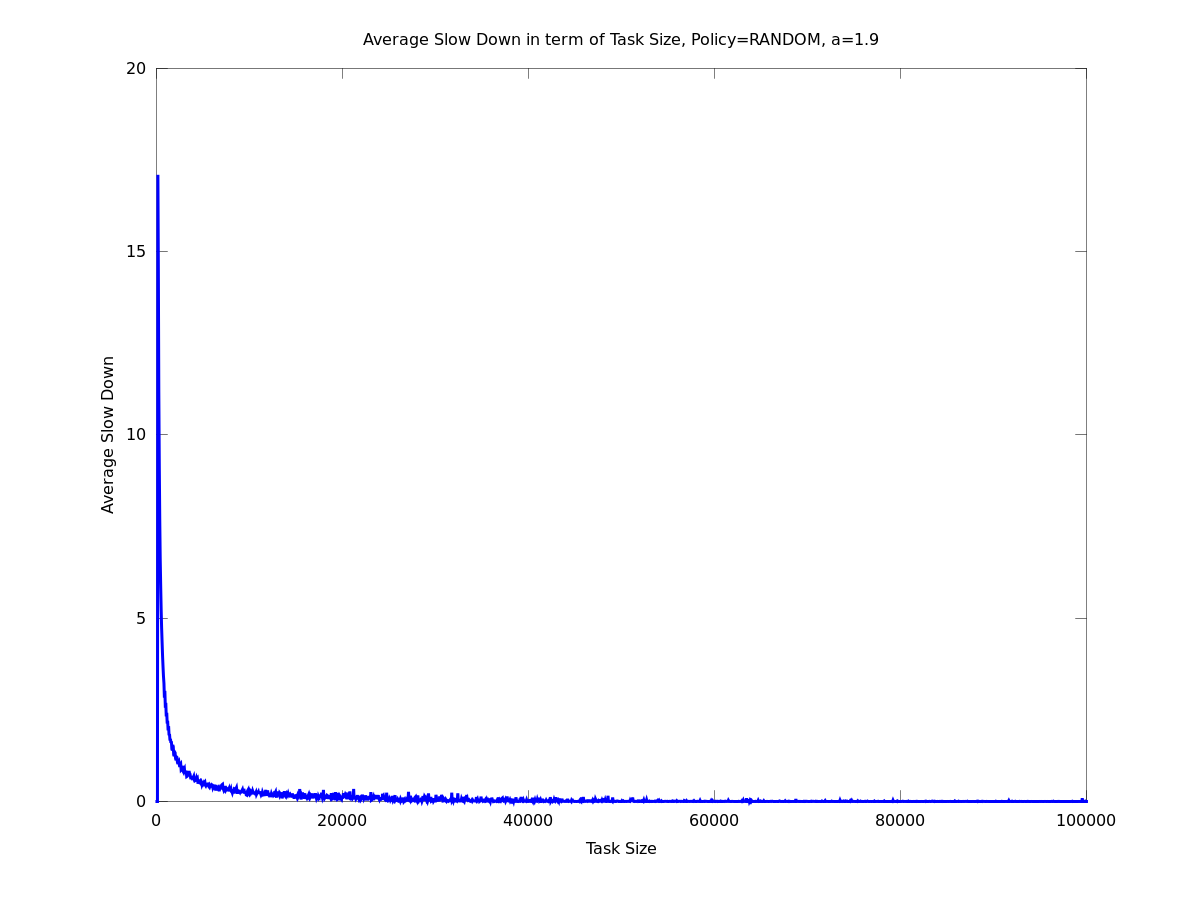 Average Slow Down in term of Task Size, Policy=RANDOM, a=1.9
20
15
10
5
0
Average Slow Down
0 20000 40000 60000 80000 100000
Task Size